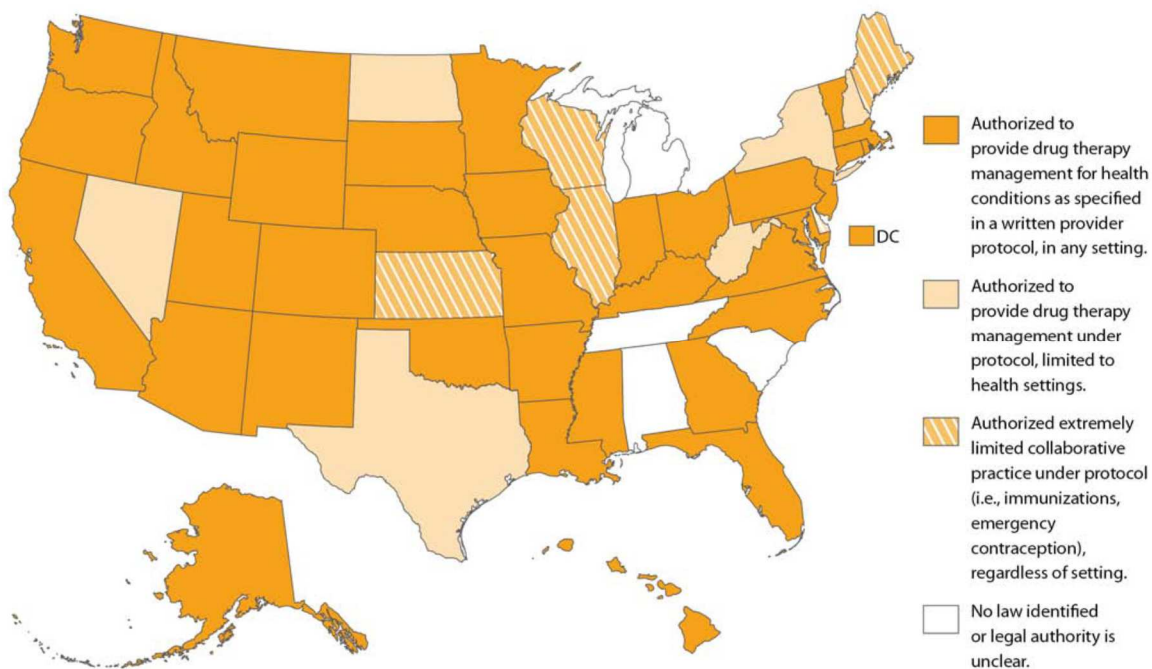 Authorized to
provide drug therapy
management for health
conditions as specified
in a written provider
protocol, in any setting.
DC
Authorized to
provide drug therapy
management under
protocol, limited to
health settings.
Authorized extremely
limited collaborative
practice under protocol
(i.e., immunizations,
emergency
contraception),
regardless of setting.
No law identified
or legal authority is
unclear.